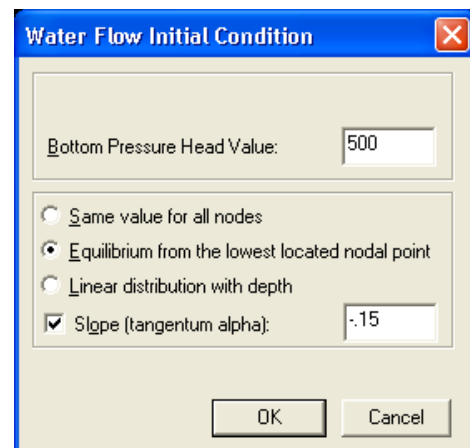 Water Flow Initial Condition
Bottom Pressure Head Value: 500
Same value for all nodes
Equilibrium from the lowest located nodal point
Linear distribution with depth
Slope (tangentum alpha): -.15
OK Cancel